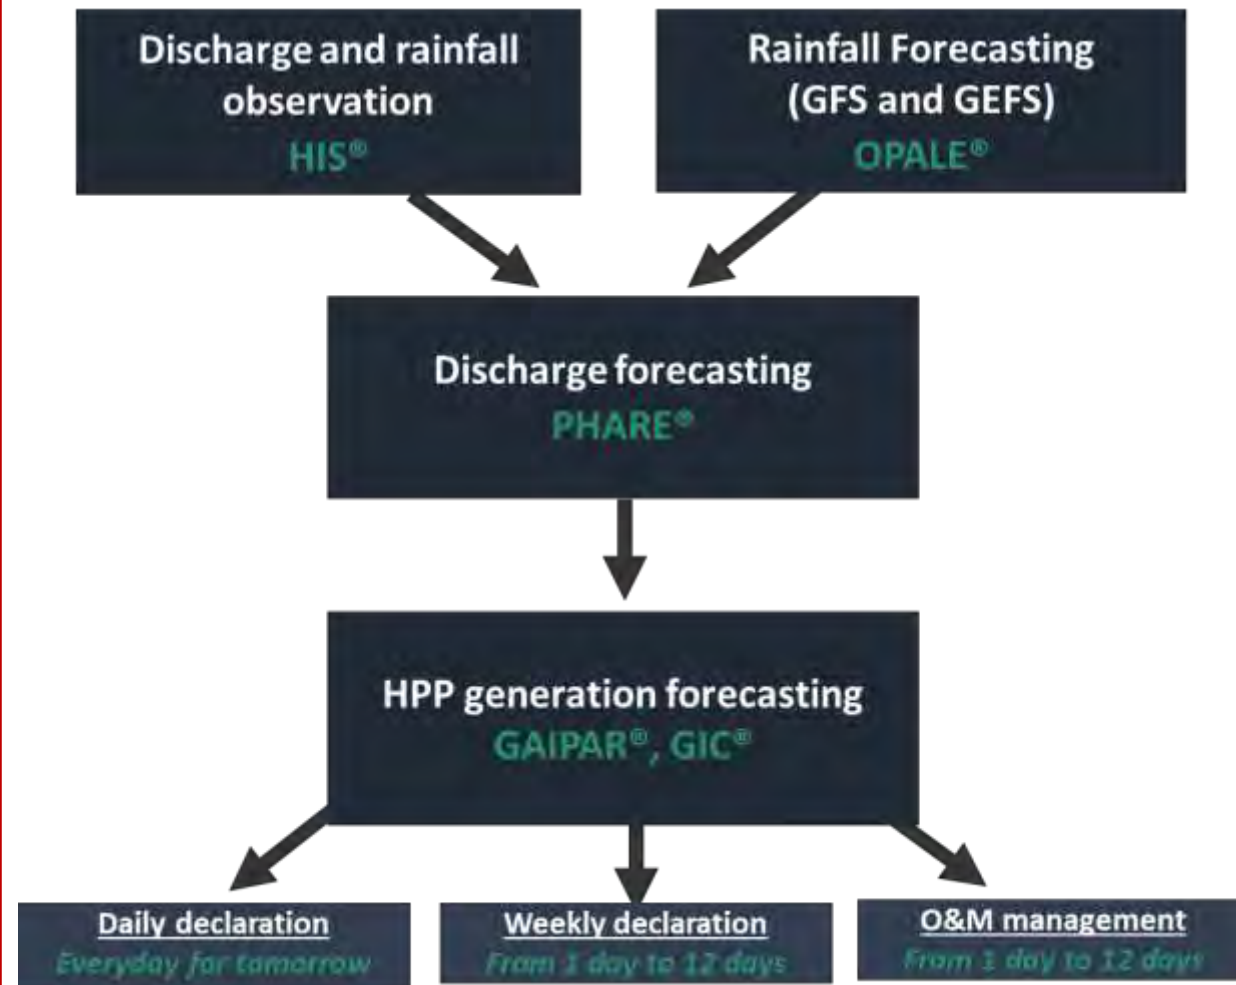 Discharge and rainfall
observation
HIS®
Rainfall Forecasting
(GFS and GEFS)
OPALE®
Discharge forecasting
PHARE®
HPP generation forecasting
GAIPAR®, GIC®
Daily declaration
Everyday for tomorrow
Weekly declaration
From 1 day to 12 days
O&M management
From 1 day to 12 days